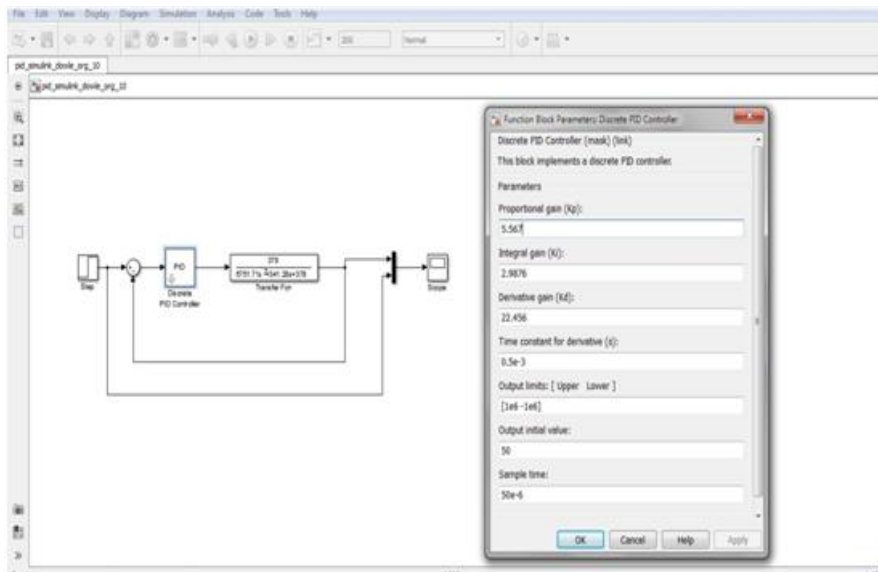 File Edit View Display Diagram Simulation Analysis Code Tools Help
Normal
pid_simulink_dovle_org_10
pid_simulink_dovle_org_10
Function Block Parameters: Discrete PID Controller
Discrete PID Controller (mask) (link)
This block implements a discrete PID controller.
Parameters
Proportional gain (Kp):
5.567
Integral gain (Ki):
2.9876
Derivative gain (Kd):
22.456
Time constant for derivative (s):
0.5e-3
Output limits: [ Upper Lower ]
[1e6 -1e6]
Output initial value:
50
Sample time:
50e-6
OK Cancel Help Apply
Step
PID
Discrete
PID Controller
378
Transfer Fcn
Scope